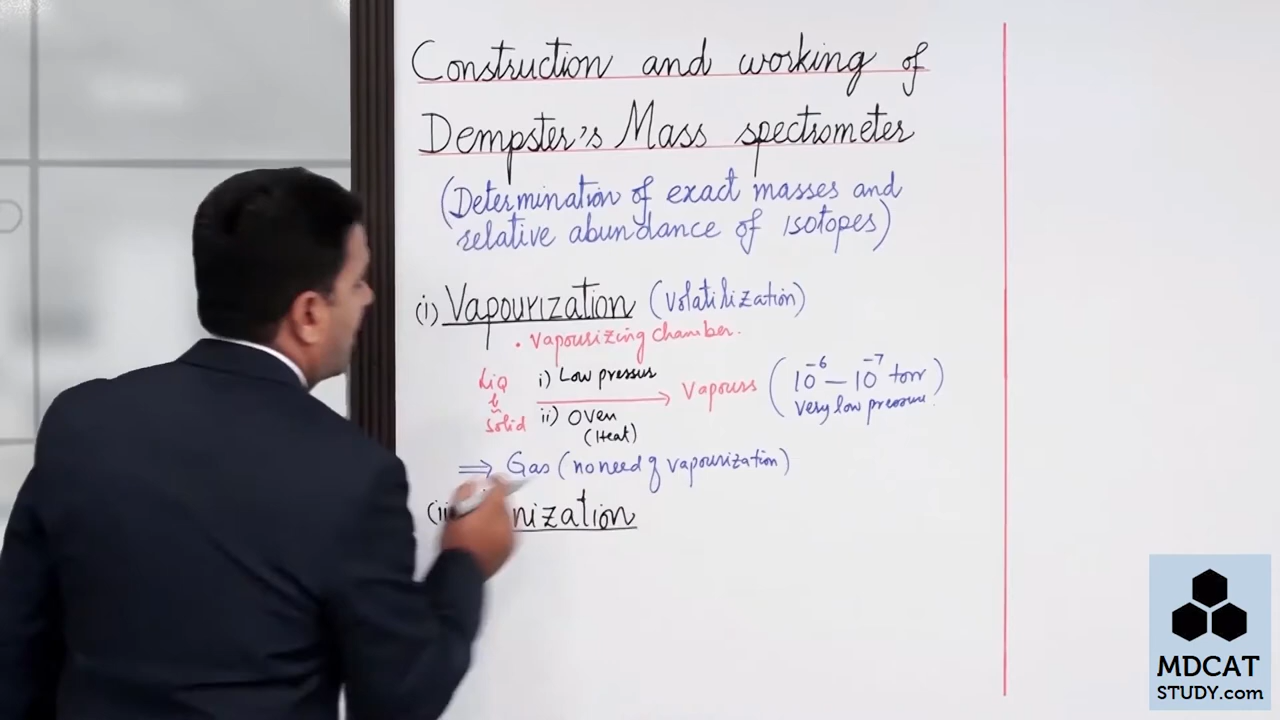 Construction and working of
Dempster's Mass spectrometer
(Determination of exact masses and
relative abundance of isotopes)
(i) Vapourization (Volatilization)
• Vapourizing chamber.
Liq
&
Solid
i) Low pressure
ii) Oven
(Heat)
Vapours
(10⁻⁶ – 10⁻⁷ torr)
Very low pressure.
⇒ Gas (no need of vapourization)
(ii nization
MDCAT
STUDY.com